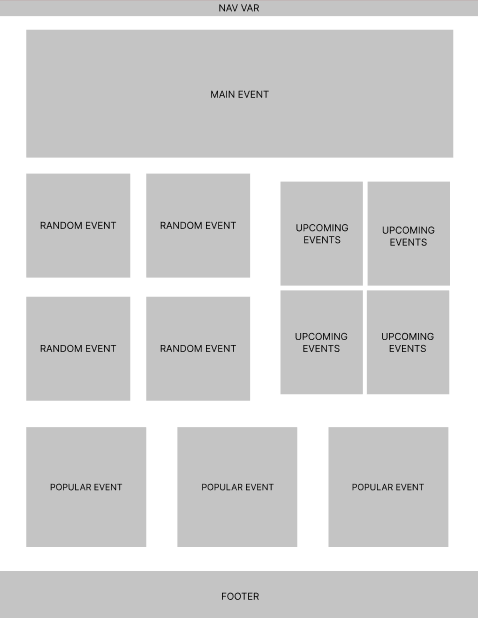 NAV VAR
MAIN EVENT
RANDOM EVENT
RANDOM EVENT
UPCOMING
EVENTS
UPCOMING
EVENTS
RANDOM EVENT
RANDOM EVENT
UPCOMING
EVENTS
UPCOMING
EVENTS
POPULAR EVENT
POPULAR EVENT
POPULAR EVENT
FOOTER